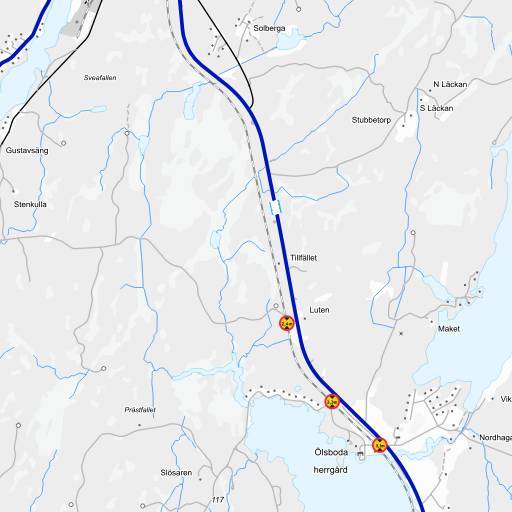 Solberga
Sveafallen
N Läckan
S Läckan
Stubbetorp
Gustavsäng
Stenkulla
Tillfället
Luten
Maket
Prästfallet
Vik
Ölsboda
herrgård
Nordhaga
Slösaren
117